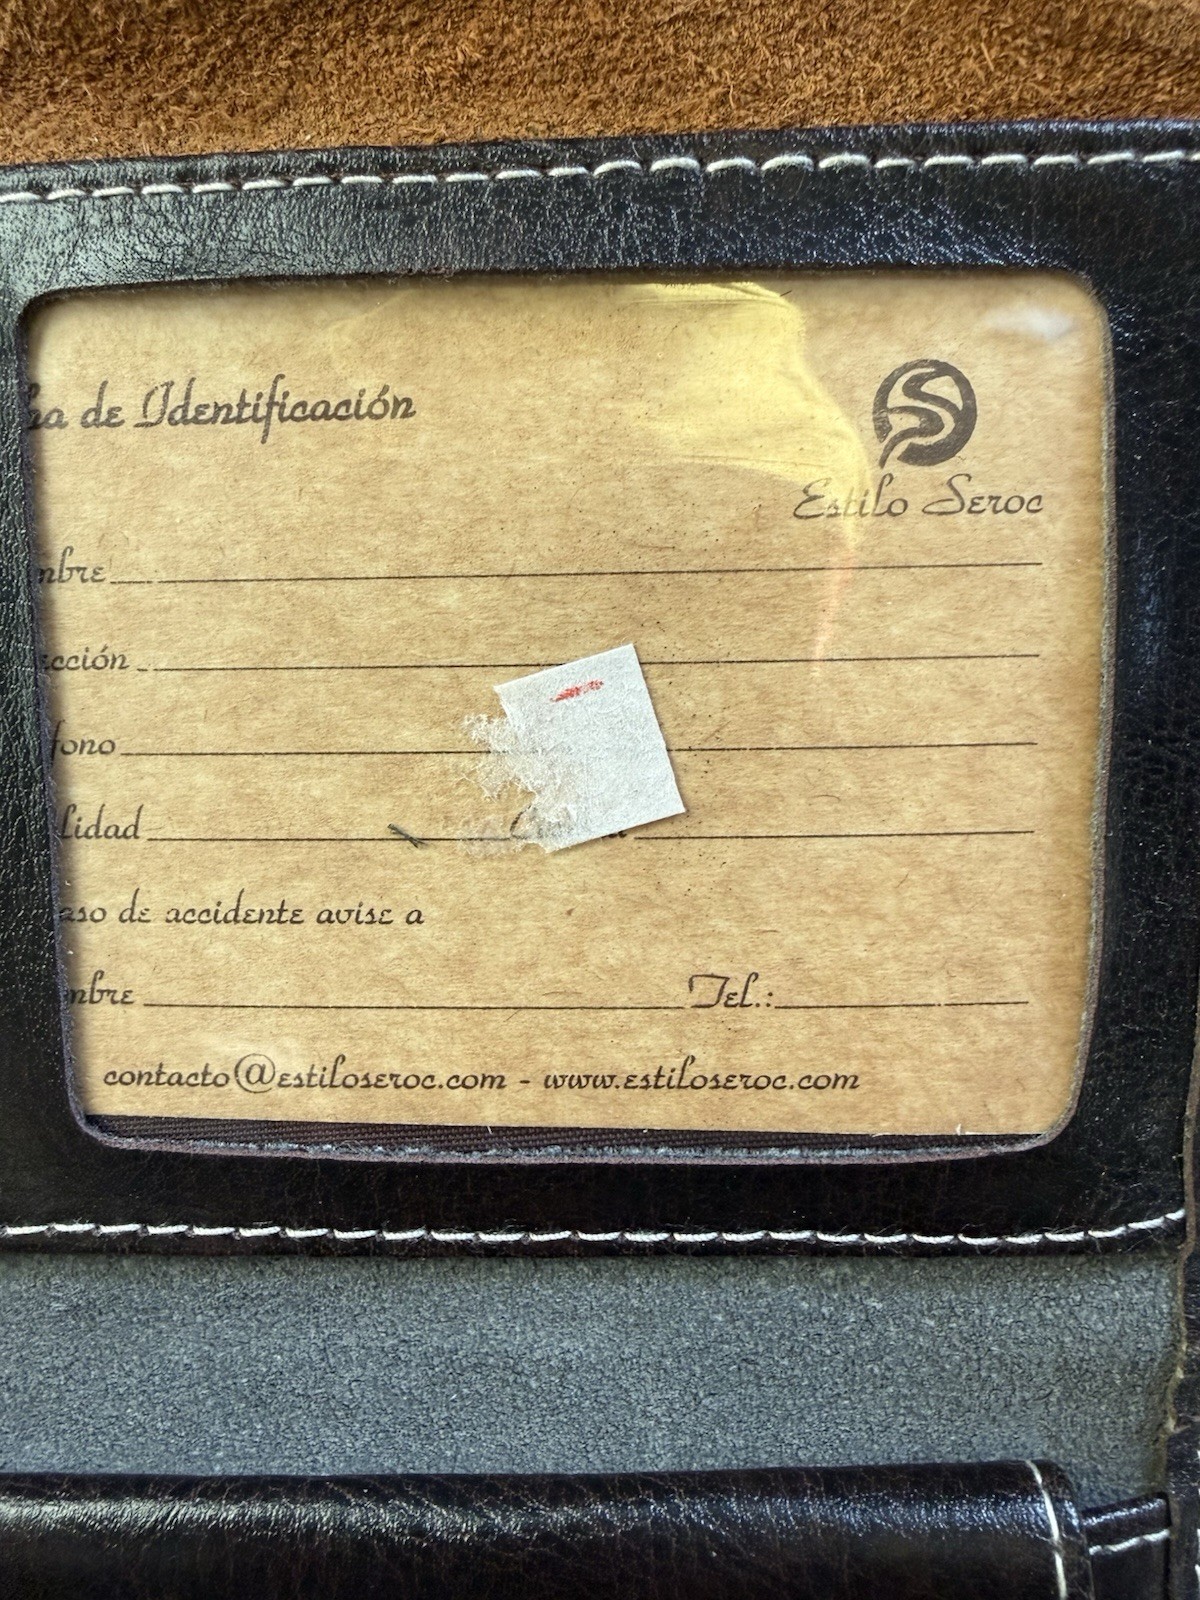 ha de Identificación
Estilo Seroc
mbre
ección
fono
lidad
aso de accidente avise a
mbre Tel.:
contacto@estiloseroc.com - www.estiloseroc.com